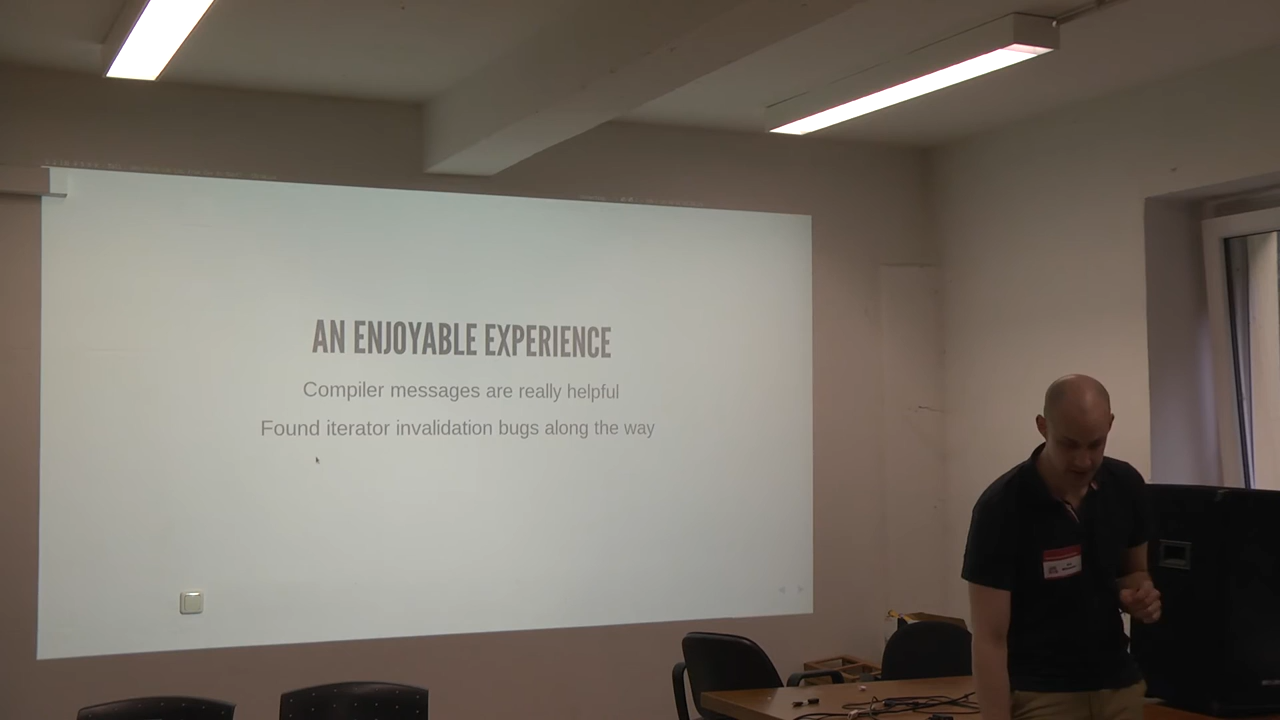 AN ENJOYABLE EXPERIENCE
Compiler messages are really helpful
Found iterator invalidation bugs along the way